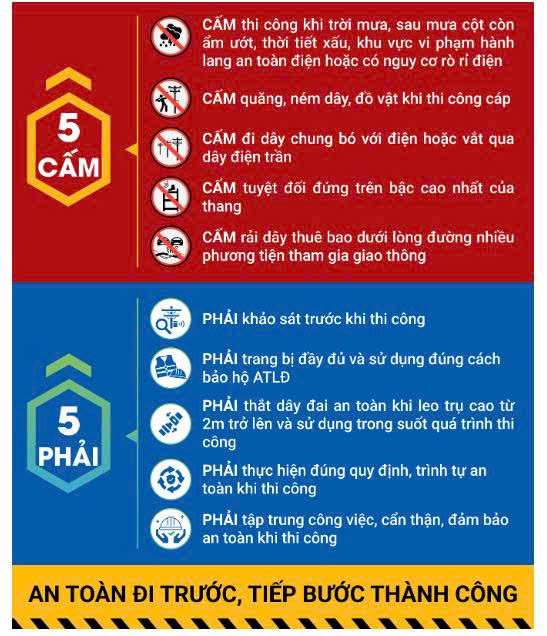 5
CẤM
CẤM thi công khi trời mưa, sau mưa cột còn
ẩm ướt, thời tiết xấu, khu vực vi phạm hành
lang an toàn điện hoặc có nguy cơ rò rỉ điện
CẤM quăng, ném dây, đồ vật khi thi công cáp
CẤM đi dây chung bó với điện hoặc vắt qua
dây điện trần
CẤM tuyệt đối đứng trên bậc cao nhất của
thang
CẤM rải dây thuê bao dưới lòng đường nhiều
phương tiện tham gia giao thông
5
PHẢI
PHẢI khảo sát trước khi thi công
PHẢI trang bị đầy đủ và sử dụng đúng cách
bảo hộ ATLĐ
PHẢI thắt dây đai an toàn khi leo trụ cao từ
2m trở lên và sử dụng trong suốt quá trình thi
công
PHẢI thực hiện đúng quy định, trình tự an
toàn khi thi công
PHẢI tập trung công việc, cẩn thận, đảm bảo
an toàn khi thi công
AN TOÀN ĐI TRƯỚC, TIẾP BƯỚC THÀNH CÔNG